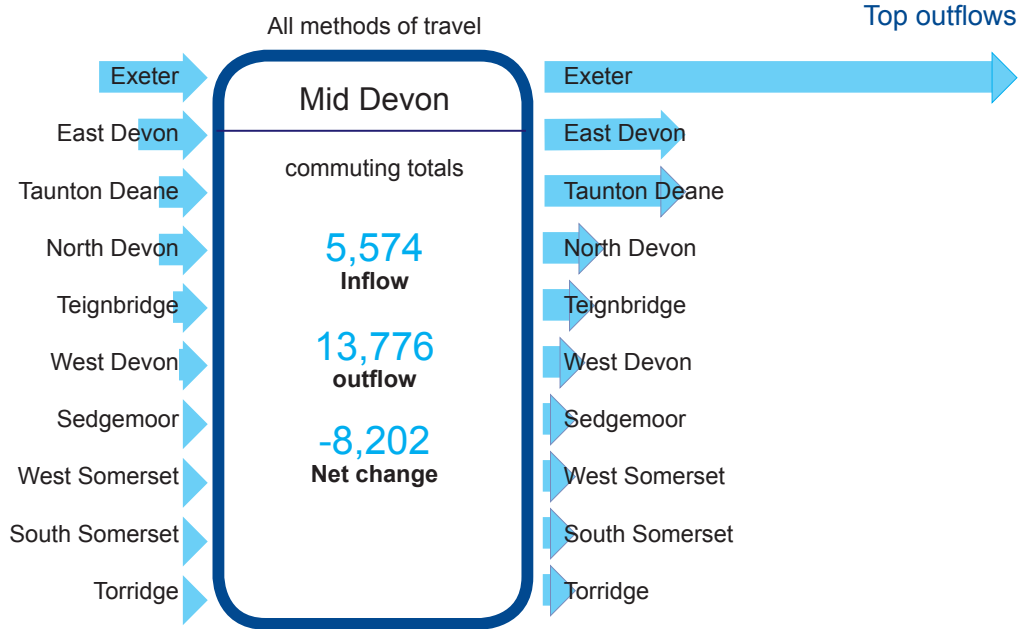 Top outflows
All methods of travel
Exeter
East Devon
Taunton Deane
North Devon
Teignbridge
West Devon
Sedgemoor
West Somerset
South Somerset
Torridge
Mid Devon
commuting totals
5,574
Inflow
13,776
outflow
-8,202
Net change
Exeter
East Devon
Taunton Deane
North Devon
Teignbridge
West Devon
Sedgemoor
West Somerset
South Somerset
Torridge